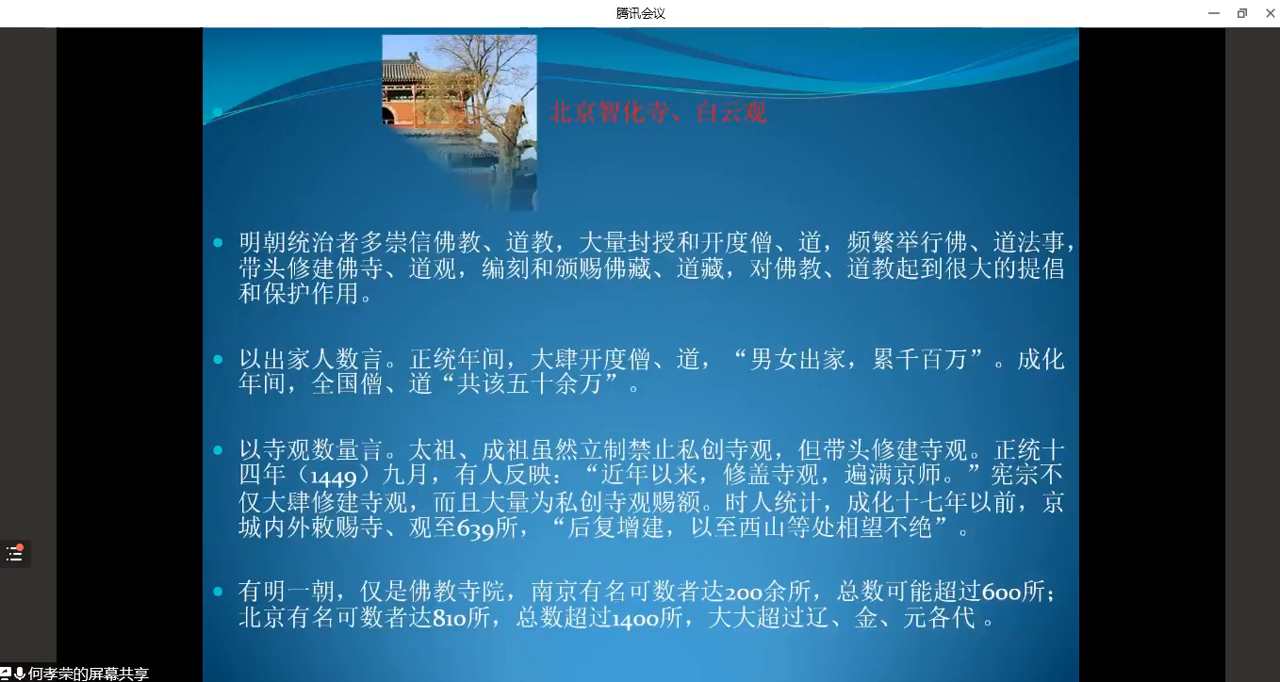 腾讯会议
北京智化寺、白云观
明朝统治者多崇信佛教、道教，大量封授和开度僧、道，频繁举行佛、道法事，
带头修建佛寺、道观，编刻和颁赐佛藏、道藏，对佛教、道教起到很大的提倡
和保护作用。
以出家人数言。正统年间，大肆开度僧、道，“男女出家，累千百万”。成化
年间，全国僧、道“共该五十余万”。
以寺观数量言。太祖、成祖虽然立制禁止私创寺观，但带头修建寺观。正统十
四年（1449）九月，有人反映：“近年以来，修盖寺观，遍满京师。”宪宗不
仅大肆修建寺观，而且大量为私创寺观赐额。时人统计，成化十七年以前，京
城内外敕赐寺、观至639所，“后复增建，以至西山等处相望不绝”。
有明一朝，仅是佛教寺院，南京有名可数者达200余所，总数可能超过600所；
北京有名可数者达810所，总数超过1400所，大大超过辽、金、元各代 。
何孝荣的屏幕共享